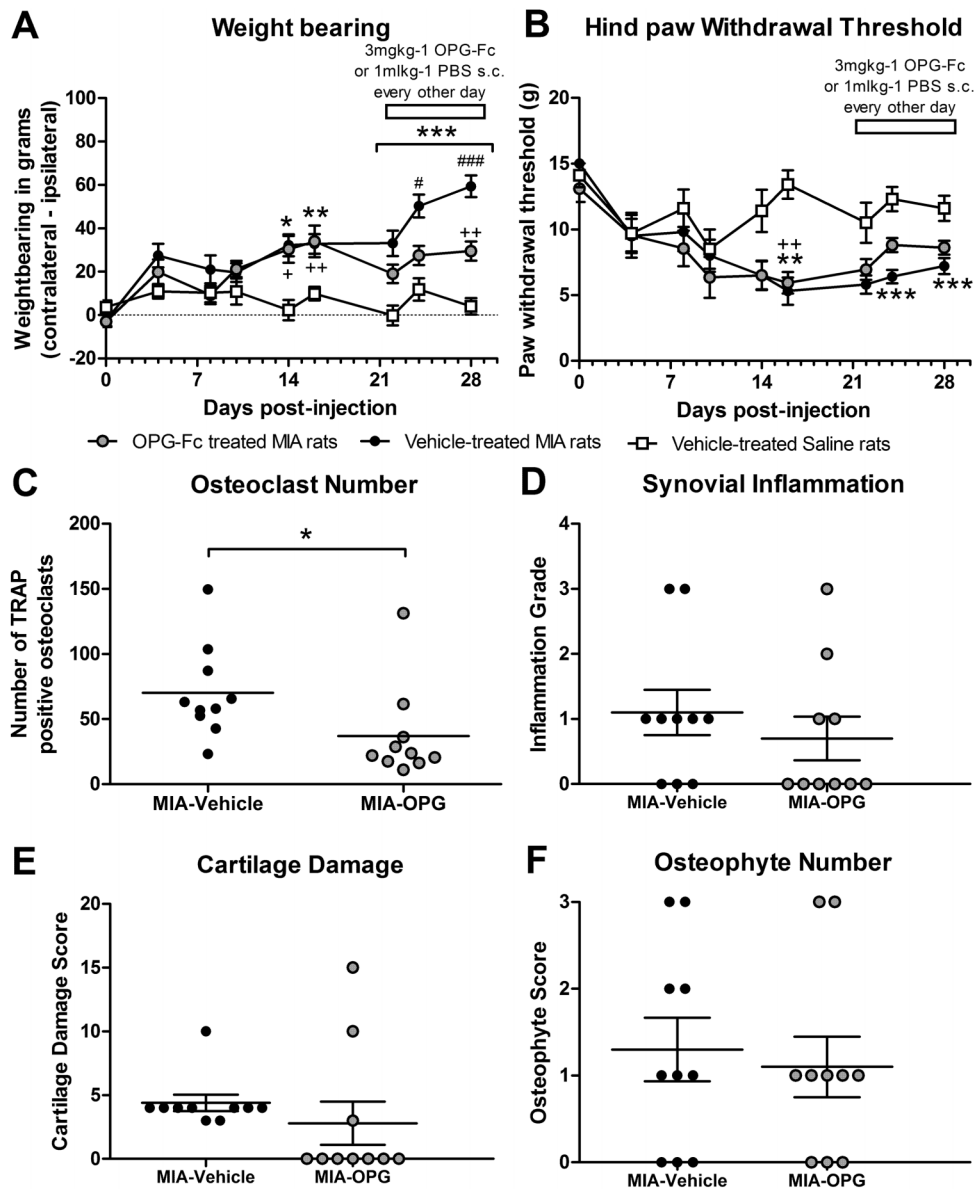 A
Weight bearing
3mgkg-1 OPG-Fc
or 1mlkg-1 PBS s.c.
every other day
***
Weightbearing in grams
(contralateral - ipsilateral)
100
80
60
40
20
0
-20
*
**
#
###
+
++
++
0
7
14
21
28
Days post-injection
B
Hind paw Withdrawal Threshold
3mgkg-1 OPG-Fc
or 1mlkg-1 PBS s.c.
every other day
Paw withdrawal threshold (g)
20
15
10
5
0
++
**
***
***
0
7
14
21
28
Days post-injection
OPG-Fc treated MIA rats
Vehicle-treated MIA rats
Vehicle-treated Saline rats
C
Osteoclast Number
Number of TRAP
positive osteoclasts
200
150
100
50
0
*
MIA-Vehicle
MIA-OPG
D
Synovial Inflammation
Inflammation Grade
4
3
2
1
0
MIA-Vehicle
MIA-OPG
E
Cartilage Damage
Cartilage Damage Score
20
15
10
5
0
MIA-Vehicle
MIA-OPG
F
Osteophyte Number
Osteophyte Score
3
2
1
0
MIA-Vehicle
MIA-OPG